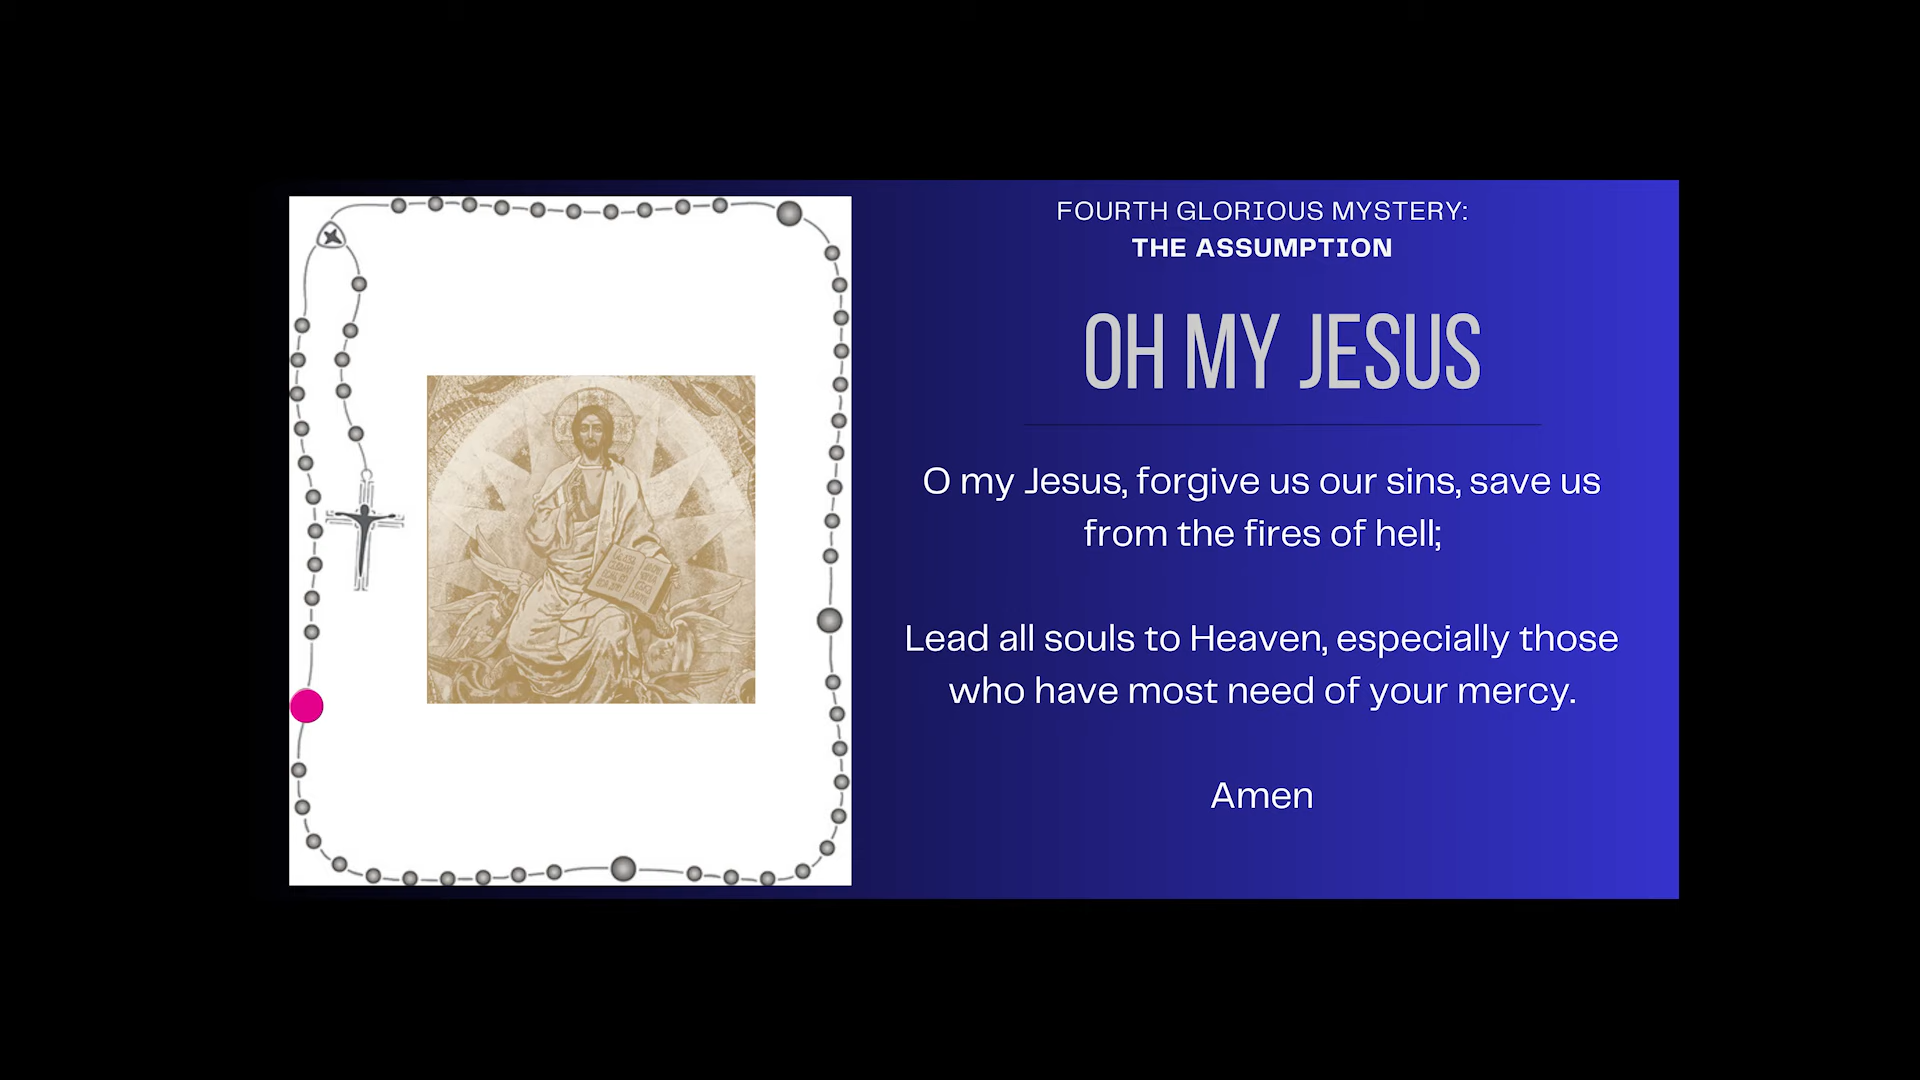 FOURTH GLORIOUS MYSTERY:
THE ASSUMPTION
OH MY JESUS
O my Jesus, forgive us our sins, save us
from the fires of hell;
Lead all souls to Heaven, especially those
who have most need of your mercy.
Amen